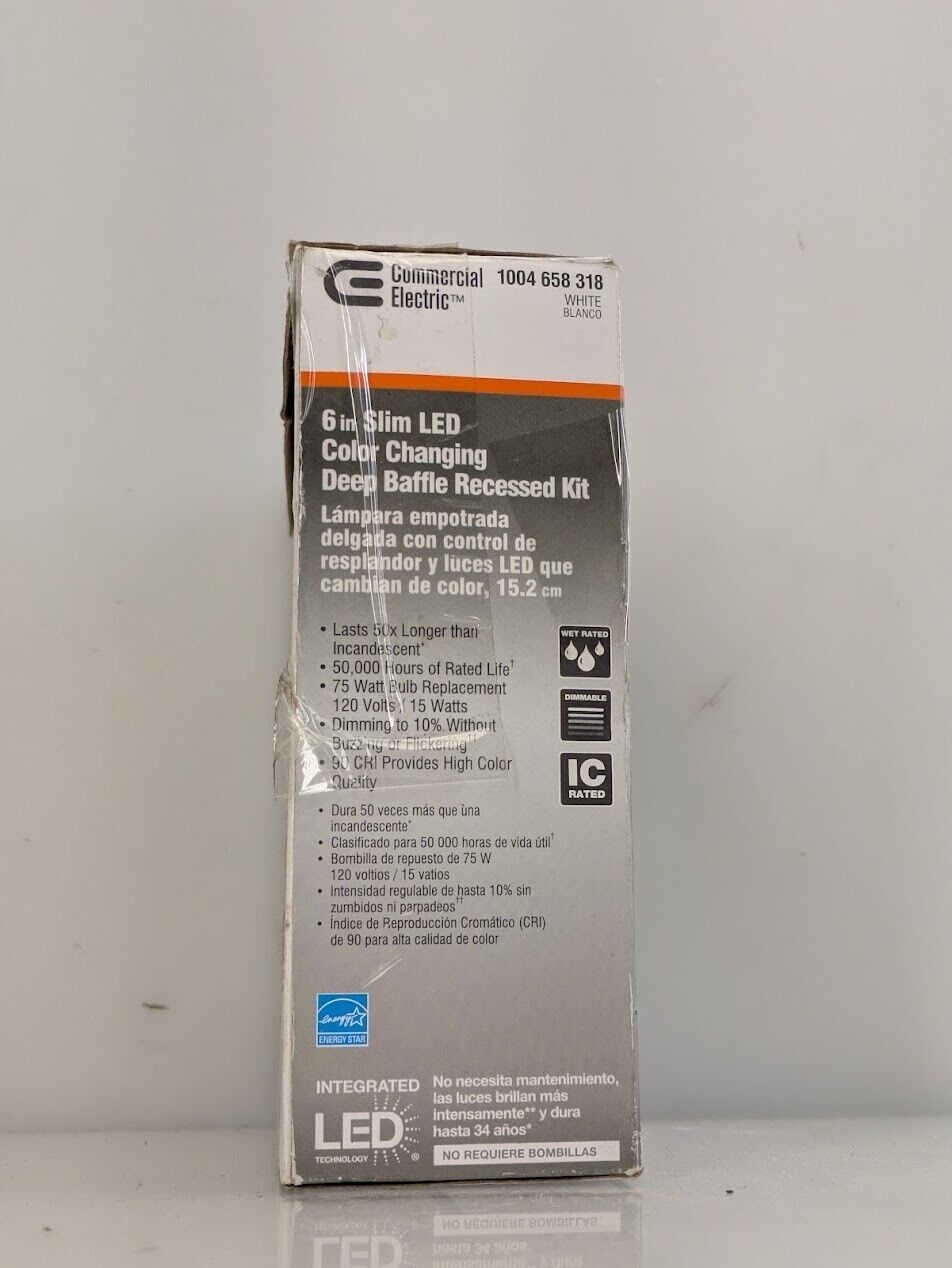 Commercial
Electric™
1004 658 318
WHITE
BLANCO
6 in Slim LED
Color Changing
Deep Baffle Recessed Kit
Lámpara empotrada
delgada con control de
resplandor y luces LED que
cambian de color, 15.2 cm
• Lasts 50x Longer than
Incandescent*
• 50,000 Hours of Rated Life†
• 75 Watt Bulb Replacement
120 Volts / 15 Watts
• Dimming to 10% Without
Buzzing or Flickering††
• 90 CRI Provides High Color
Quality
WET RATED
DIMMABLE
IC
RATED
• Dura 50 veces más que ùna
incandescente*
• Clasificado para 50 000 horas de vida útil†
• Bombilla de repuesto de 75 W
120 voltios / 15 vatios
• Intensidad regulable de hasta 10% sin
zumbidos ni parpadeos††
• Índice de Reproducción Cromático (CRI)
de 90 para alta calidad de color
energy
ENERGY STAR
INTEGRATED
LED
TECHNOLOGY ®
No necesita mantenimiento,
las luces brillan más
intensamente** y dura
hasta 34 años*
NO REQUIERE BOMBILLAS